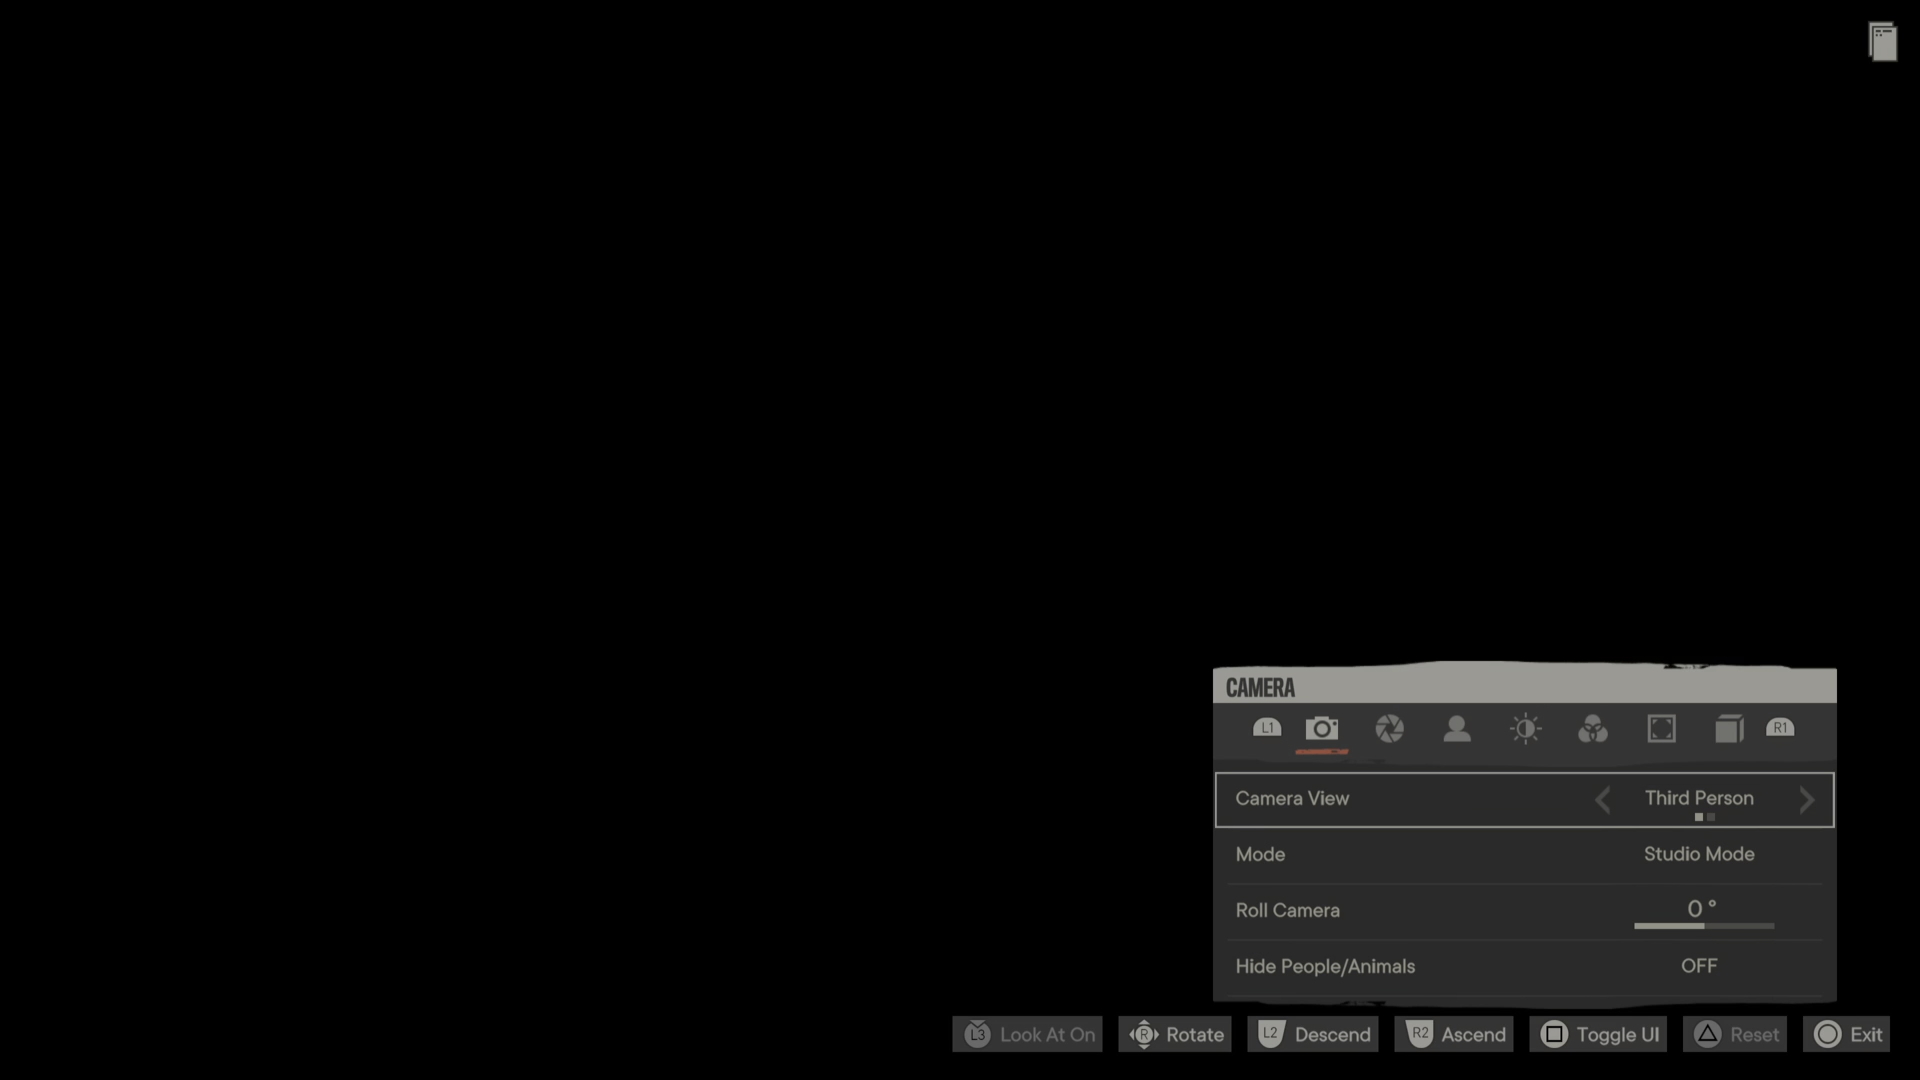 CAMERA
L1 R1
Camera View Third Person
Mode Studio Mode
Roll Camera 0 °
Hide People/Animals OFF
L3 Look At On R Rotate L2 Descend R2 Ascend Toggle UI Reset Exit